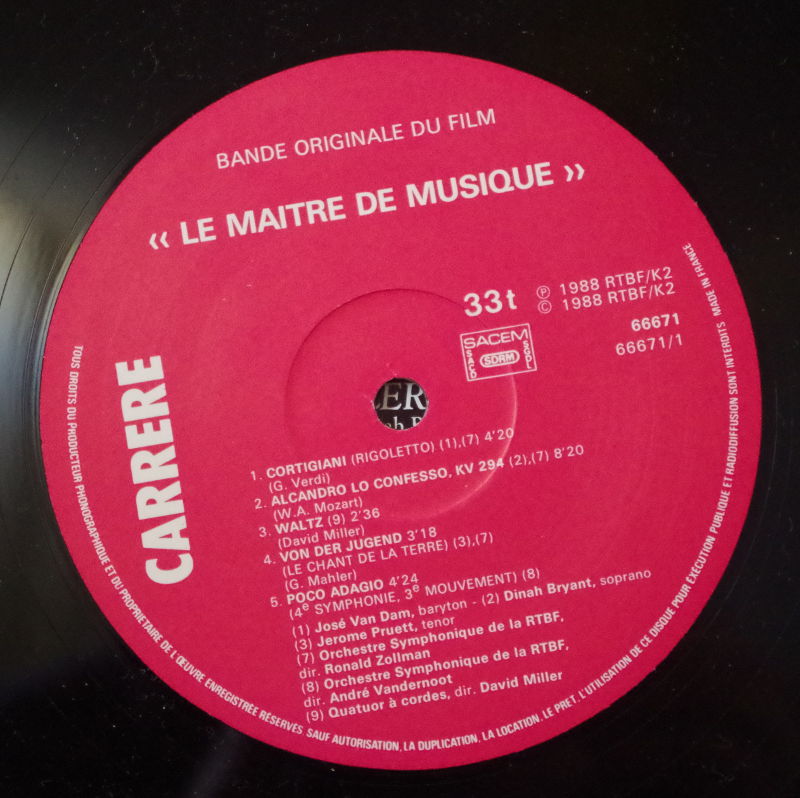 BANDE ORIGINALE DU FILM
‹‹ LE MAITRE DE MUSIQUE ››
33t
Ⓟ 1988 RTBF/K2
© 1988 RTBF/K2
SACEM
SACD
SDRM
SGDL
66671
66671/1
CARRERE
1. CORTIGIANI (RIGOLETTO) (1),(7) 4'20
(G. Verdi)
2. ALCANDRO LO CONFESSO, KV 294 (2),(7) 8'20
(W.A. Mozart)
3. WALTZ (9) 2'36
(David Miller)
4. VON DER JUGEND 3'18
(LE CHANT DE LA TERRE) (3),(7)
(G. Mahler)
5. POCO ADAGIO 4'24
(4e SYMPHONIE, 3e MOUVEMENT) (8)
(1) José Van Dam, baryton - (2) Dinah Bryant, soprano
(3) Jerome Pruett, tenor
(7) Orchestre Symphonique de la RTBF,
dir. Ronald Zollman
(8) Orchestre Symphonique de la RTBF,
dir. André Vandernoot
(9) Quatuor à cordes, dir. David Miller
TOUS DROITS DU PRODUCTEUR PHONOGRAPHIQUE ET DU PROPRIETAIRE DE L'ŒUVRE ENREGISTREE RESERVES SAUF AUTORISATION, LA DUPLICATION, LA LOCATION, LE PRET, L'UTILISATION DE CE DISQUE POUR EXECUTION PUBLIQUE ET RADIODIFFUSION SONT INTERDITS MADE IN FRANCE